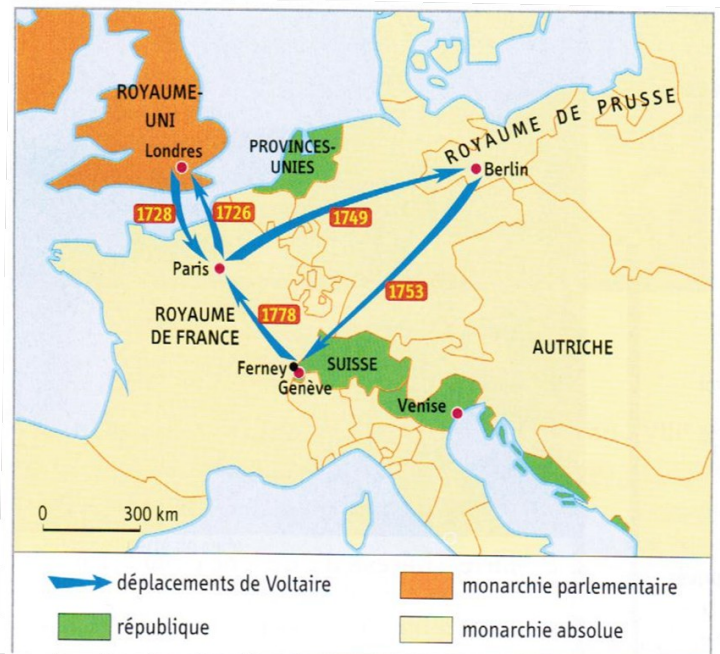 ROYAUME-
UNI
Londres
PROVINCES-
UNIES
ROYAUME DE PRUSSE
Berlin
1728
1726
1749
Paris
1753
ROYAUME
DE FRANCE
1778
AUTRICHE
Ferney
SUISSE
Genève
Venise
0 300 km
déplacements de Voltaire
monarchie parlementaire
république
monarchie absolue